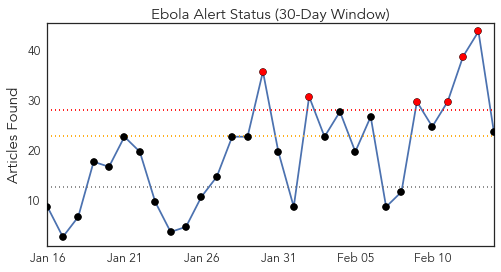 Ebola Alert Status (30-Day Window)
Articles Found
40
30
20
10
Jan 16 Jan 21 Jan 26 Jan 31 Feb 05 Feb 10